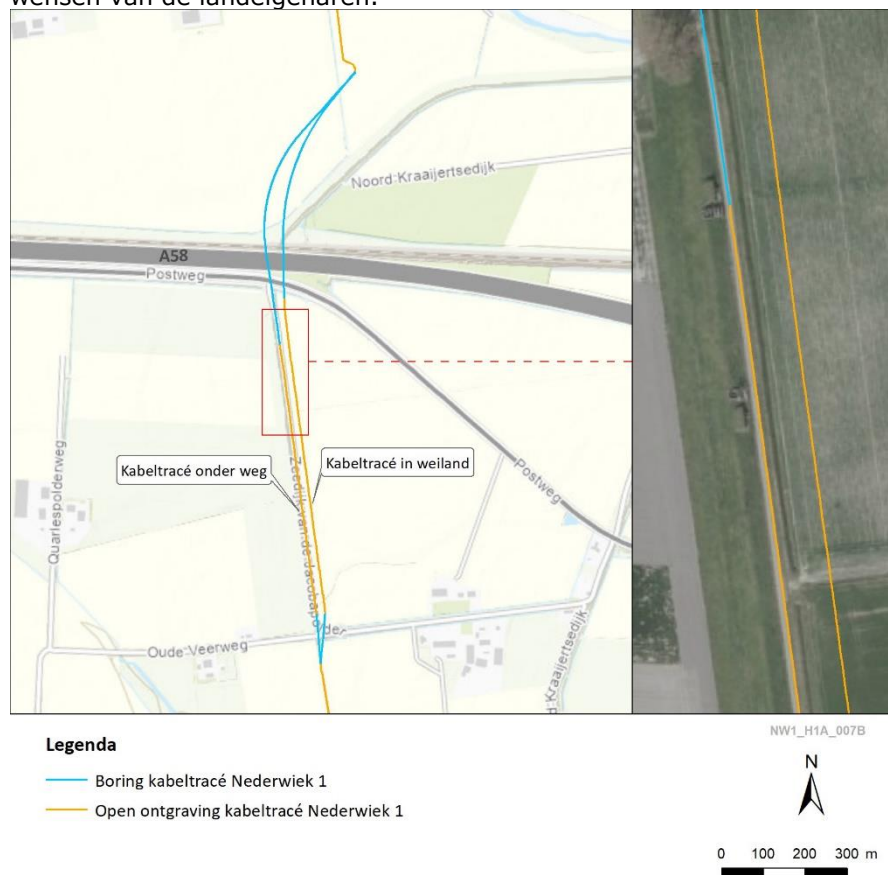 wensen van de landeigenaren.
Noord-Kraaijertsedijk
A58
Postweg
Kabeltracé onder weg
Kabeltracé in weiland
Postweg
Quarlespolderweg
Zeedijk-van-de-Jacobapolder
Oude-Veerweg
d-Kraaijertsedijk
NW1_H1A_007B
Legenda
N
Boring kabeltracé Nederwiek 1
Open ontgraving kabeltracé Nederwiek 1
0 100 200 300 m